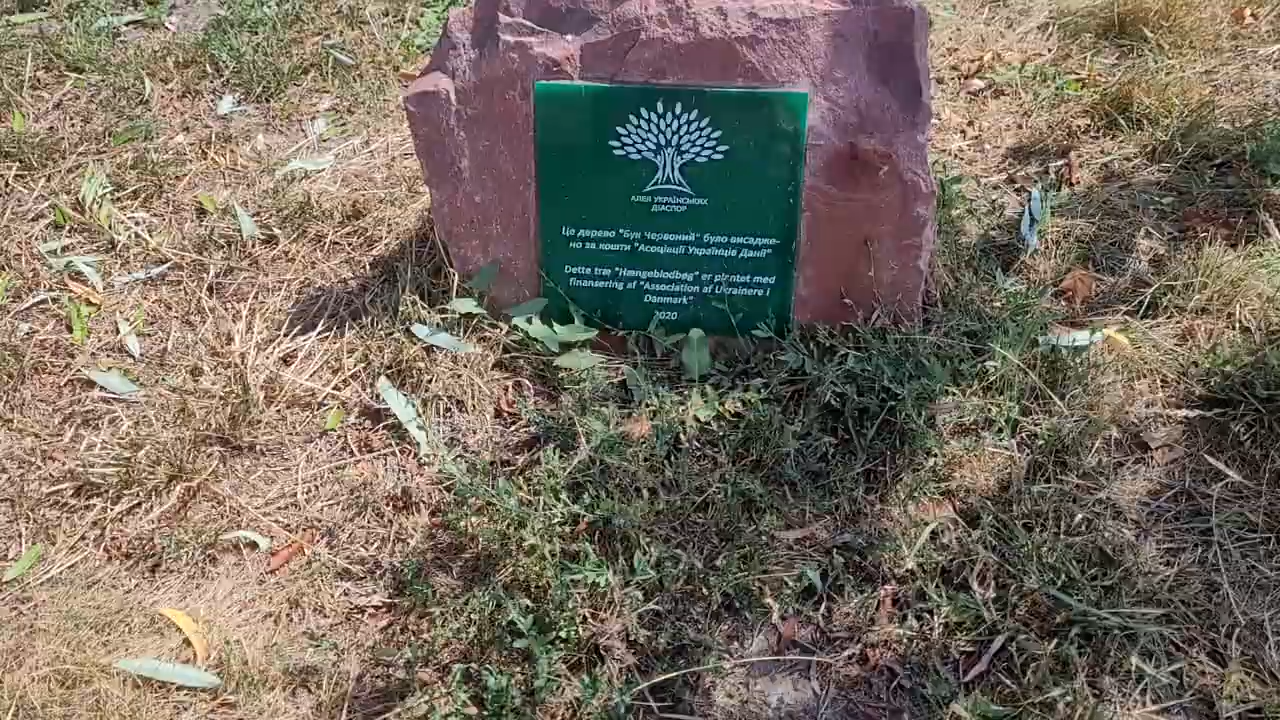 АЛЕЯ УКРАЇНСЬКИХ
ДІАСПОР
Це дерево "Бук Червоний" було висадже-
но за кошти "Асоціації Українців Данії"
Dette træ "Hængeblodbøg" er plantet med
finansering af "Association af Ukrainere i
Danmark"
2020